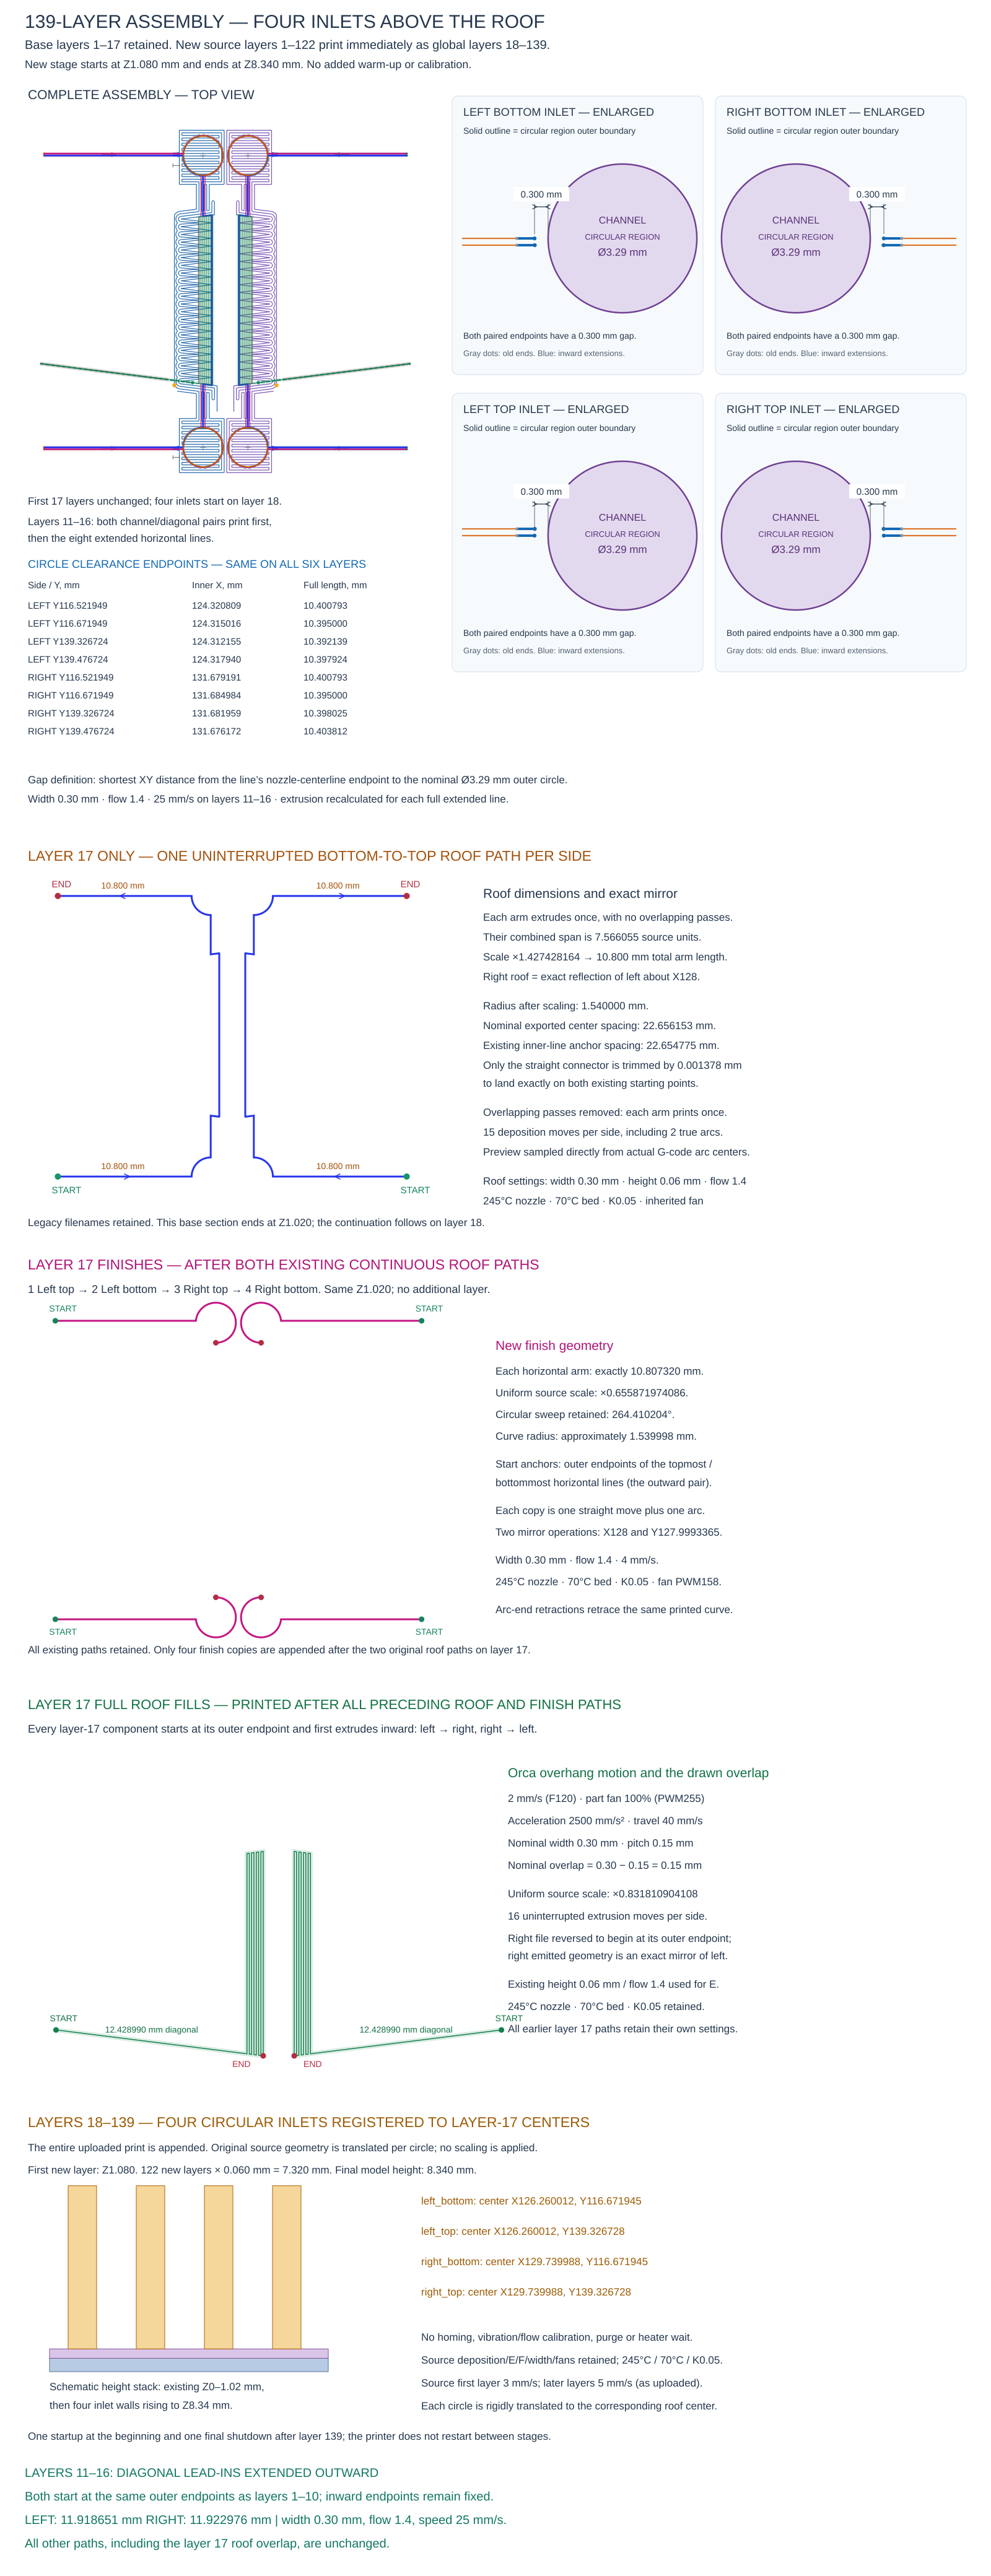 139-LAYER ASSEMBLY — FOUR INLETS ABOVE THE ROOF
Base layers 1–17 retained. New source layers 1–122 print immediately as global layers 18–139.
New stage starts at Z1.080 mm and ends at Z8.340 mm. No added warm-up or calibration.
COMPLETE ASSEMBLY — TOP VIEW
LEFT BOTTOM INLET — ENLARGED
Solid outline = circular region outer boundary
0.300 mm
CHANNEL
CIRCULAR REGION
Ø3.29 mm
Both paired endpoints have a 0.300 mm gap.
Gray dots: old ends. Blue: inward extensions.
RIGHT BOTTOM INLET — ENLARGED
Solid outline = circular region outer boundary
0.300 mm
CHANNEL
CIRCULAR REGION
Ø3.29 mm
Both paired endpoints have a 0.300 mm gap.
Gray dots: old ends. Blue: inward extensions.
LEFT TOP INLET — ENLARGED
Solid outline = circular region outer boundary
0.300 mm
CHANNEL
CIRCULAR REGION
Ø3.29 mm
Both paired endpoints have a 0.300 mm gap.
Gray dots: old ends. Blue: inward extensions.
RIGHT TOP INLET — ENLARGED
Solid outline = circular region outer boundary
0.300 mm
CHANNEL
CIRCULAR REGION
Ø3.29 mm
Both paired endpoints have a 0.300 mm gap.
Gray dots: old ends. Blue: inward extensions.
First 17 layers unchanged; four inlets start on layer 18.
Layers 11–16: both channel/diagonal pairs print first,
then the eight extended horizontal lines.
CIRCLE CLEARANCE ENDPOINTS — SAME ON ALL SIX LAYERS
Side / Y, mm Inner X, mm Full length, mm
LEFT Y116.521949 124.320809 10.400793
LEFT Y116.671949 124.315016 10.395000
LEFT Y139.326724 124.312155 10.392139
LEFT Y139.476724 124.317940 10.397924
RIGHT Y116.521949 131.679191 10.400793
RIGHT Y116.671949 131.684984 10.395000
RIGHT Y139.326724 131.681959 10.398025
RIGHT Y139.476724 131.676172 10.403812
Gap definition: shortest XY distance from the line's nozzle-centerline endpoint to the nominal Ø3.29 mm outer circle.
Width 0.30 mm · flow 1.4 · 25 mm/s on layers 11–16 · extrusion recalculated for each full extended line.
LAYER 17 ONLY — ONE UNINTERRUPTED BOTTOM-TO-TOP ROOF PATH PER SIDE
END 10.800 mm 10.800 mm END
10.800 mm 10.800 mm
START START
Roof dimensions and exact mirror
Each arm extrudes once, with no overlapping passes.
Their combined span is 7.566055 source units.
Scale ×1.427428164 → 10.800 mm total arm length.
Right roof = exact reflection of left about X128.
Radius after scaling: 1.540000 mm.
Nominal exported center spacing: 22.656153 mm.
Existing inner-line anchor spacing: 22.654775 mm.
Only the straight connector is trimmed by 0.001378 mm
to land exactly on both existing starting points.
Overlapping passes removed: each arm prints once.
15 deposition moves per side, including 2 true arcs.
Preview sampled directly from actual G-code arc centers.
Roof settings: width 0.30 mm · height 0.06 mm · flow 1.4
245°C nozzle · 70°C bed · K0.05 · inherited fan
Legacy filenames retained. This base section ends at Z1.020; the continuation follows on layer 18.
LAYER 17 FINISHES — AFTER BOTH EXISTING CONTINUOUS ROOF PATHS
1 Left top → 2 Left bottom → 3 Right top → 4 Right bottom. Same Z1.020; no additional layer.
START START
START START
New finish geometry
Each horizontal arm: exactly 10.807320 mm.
Uniform source scale: ×0.655871974086.
Circular sweep retained: 264.410204°.
Curve radius: approximately 1.539998 mm.
Start anchors: outer endpoints of the topmost /
bottommost horizontal lines (the outward pair).
Each copy is one straight move plus one arc.
Two mirror operations: X128 and Y127.9993365.
Width 0.30 mm · flow 1.4 · 4 mm/s.
245°C nozzle · 70°C bed · K0.05 · fan PWM158.
Arc-end retractions retrace the same printed curve.
All existing paths retained. Only four finish copies are appended after the two original roof paths on layer 17.
LAYER 17 FULL ROOF FILLS — PRINTED AFTER ALL PRECEDING ROOF AND FINISH PATHS
Every layer-17 component starts at its outer endpoint and first extrudes inward: left → right, right → left.
Orca overhang motion and the drawn overlap
2 mm/s (F120) · part fan 100% (PWM255)
Acceleration 2500 mm/s² · travel 40 mm/s
Nominal width 0.30 mm · pitch 0.15 mm
Nominal overlap = 0.30 − 0.15 = 0.15 mm
Uniform source scale: ×0.831810904108
16 uninterrupted extrusion moves per side.
Right file reversed to begin at its outer endpoint;
right emitted geometry is an exact mirror of left.
Existing height 0.06 mm / flow 1.4 used for E.
245°C nozzle · 70°C bed · K0.05 retained.
All earlier layer 17 paths retain their own settings.
START START
12.428990 mm diagonal 12.428990 mm diagonal
END END
LAYERS 18–139 — FOUR CIRCULAR INLETS REGISTERED TO LAYER-17 CENTERS
The entire uploaded print is appended. Original source geometry is translated per circle; no scaling is applied.
First new layer: Z1.080. 122 new layers × 0.060 mm = 7.320 mm. Final model height: 8.340 mm.
left_bottom: center X126.260012, Y116.671945
left_top: center X126.260012, Y139.326728
right_bottom: center X129.739988, Y116.671945
right_top: center X129.739988, Y139.326728
No homing, vibration/flow calibration, purge or heater wait.
Source deposition/E/F/width/fans retained; 245°C / 70°C / K0.05.
Source first layer 3 mm/s; later layers 5 mm/s (as uploaded).
Each circle is rigidly translated to the corresponding roof center.
Schematic height stack: existing Z0–1.02 mm,
then four inlet walls rising to Z8.34 mm.
One startup at the beginning and one final shutdown after layer 139; the printer does not restart between stages.
LAYERS 11–16: DIAGONAL LEAD-INS EXTENDED OUTWARD
Both start at the same outer endpoints as layers 1–10; inward endpoints remain fixed.
LEFT: 11.918651 mm RIGHT: 11.922976 mm | width 0.30 mm, flow 1.4, speed 25 mm/s.
All other paths, including the layer 17 roof overlap, are unchanged.